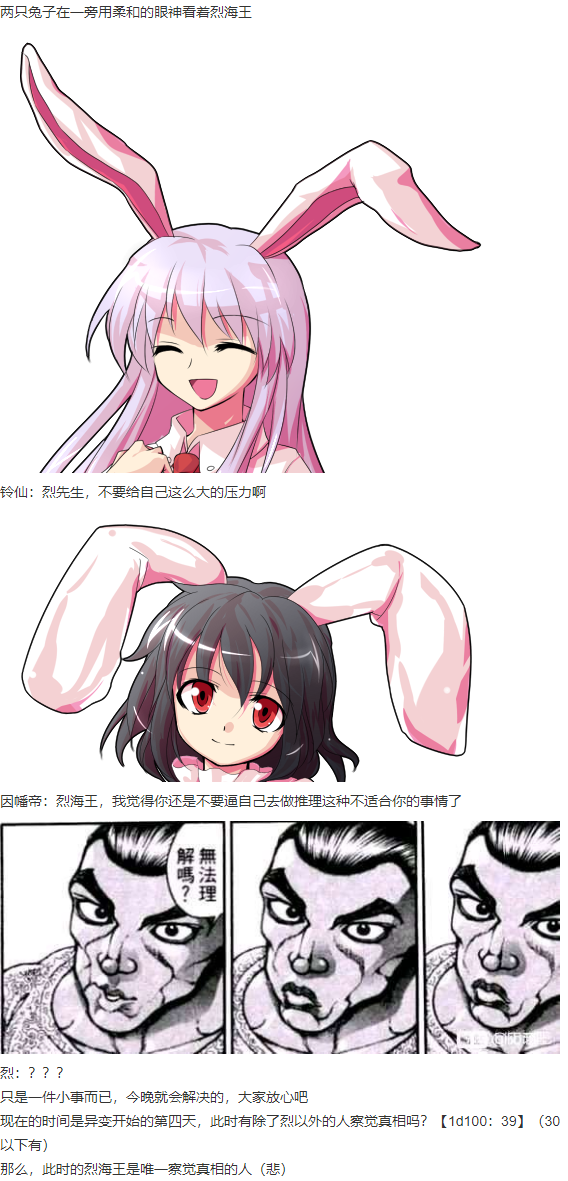 两只兔子在一旁用柔和的眼神看着烈海王
铃仙：烈先生，不要给自己这么大的压力啊
因幡帝：烈海王，我觉得你还是不要逼自己去做推理这种不适合你的事情了
無法理
解嗎？
烈：？？？
只是一件小事而已，今晚就会解决的，大家放心吧
现在的时间是异变开始的第四天，此时有除了烈以外的人察觉真相吗？【1d100：39】（30
以下有）
那么，此时的烈海王是唯一察觉真相的人（悲）